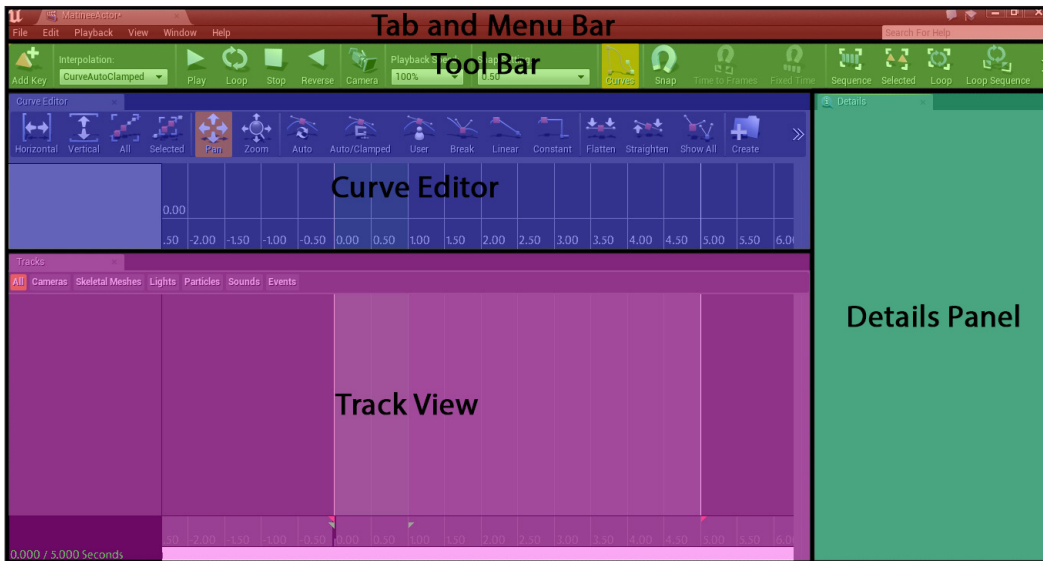 MatineeActor*
Tab and Menu Bar
File Edit Playback View Window Help
Search For Help
Tool Bar
Interpolation:
CurveAutoClamped
100%
0.50
Add Key Play Loop Stop Reverse Camera Curves Snap Time to Frames Fixed Time Sequence Selected Loop Loop Sequence
Curve Editor
Details
Horizontal Vertical All Selected Pan Zoom Auto Auto/Clamped User Break Linear Constant Flatten Straighten Show All Create
Curve Editor
0.00
.50 -2.00 -1.50 -1.00 -0.50 0.00 0.50 1.00 1.50 2.00 2.50 3.00 3.50 4.00 4.50 5.00 5.50 6.0
Tracks
All Cameras Skeletal Meshes Lights Particles Sounds Events
Details Panel
Track View
.50 -2.00 -1.50 -1.00 -0.50 0.00 0.50 1.00 1.50 2.00 2.50 3.00 3.50 4.00 4.50 5.00 5.50 6.0
0.000 / 5.000 Seconds